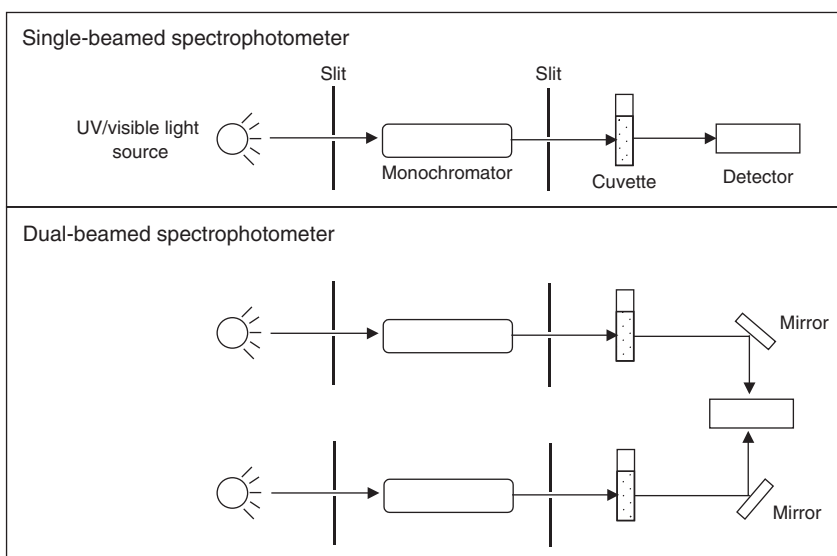 Single-beamed spectrophotometer
Slit
Slit
UV/visible light
source
Monochromator
Cuvette
Detector
Dual-beamed spectrophotometer
Mirror
Mirror